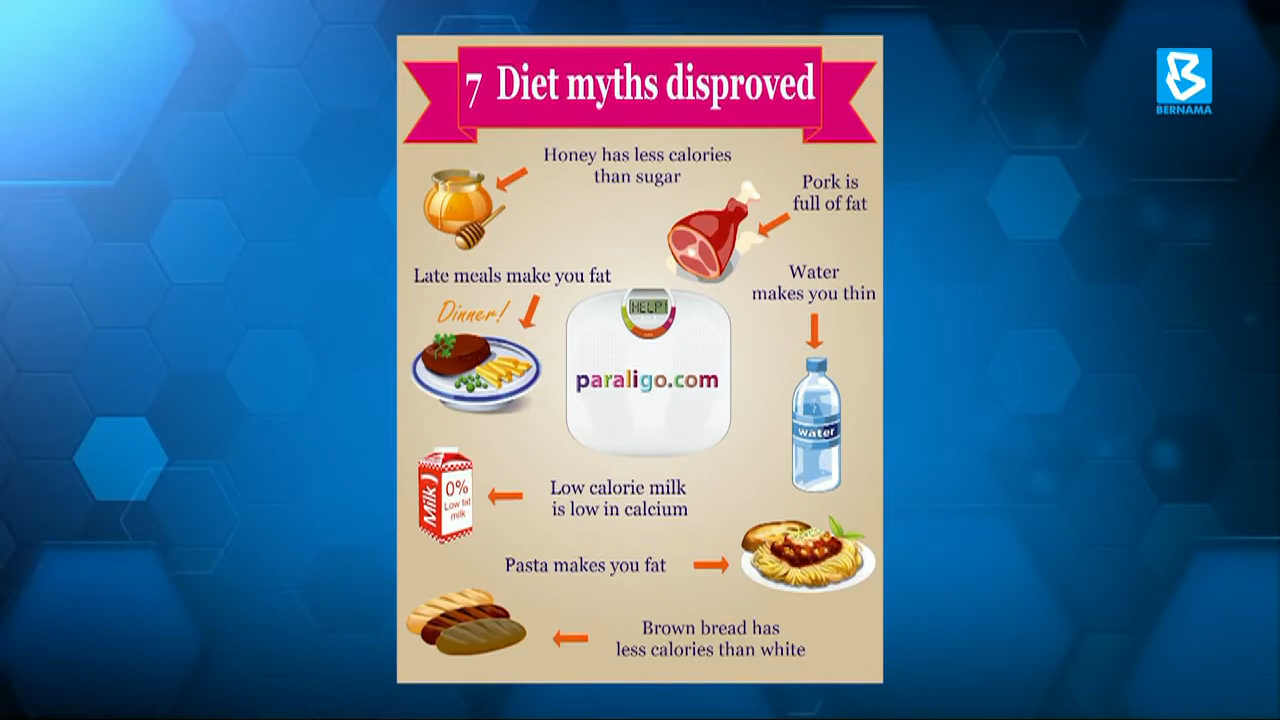 7 Diet myths disproved
BERNAMA
Honey has less calories
than sugar
Pork is
full of fat
Late meals make you fat
Water
makes you thin
Dinner!
HELP!
paraligo.com
water
Milk
0%
Low fat
milk
Low calorie milk
is low in calcium
Pasta makes you fat
Brown bread has
less calories than white